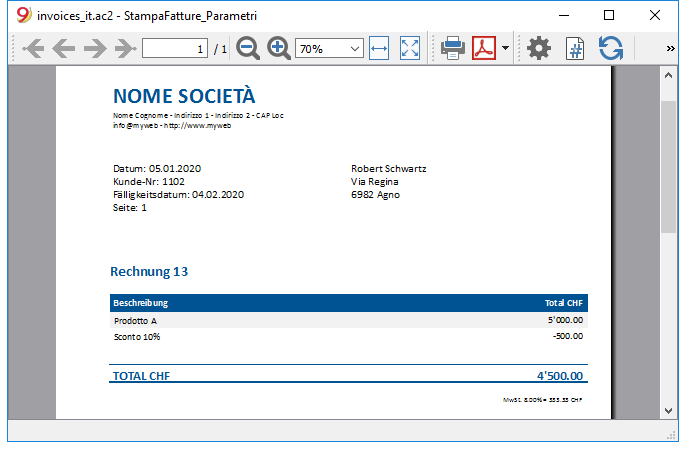 invoices_it.ac2 - StampaFatture_Parametri
1 / 1 70% »
NOME SOCIETÀ
Nome Cognome - Indirizzo 1 - Indirizzo 2 - CAP Loc
info@myweb - http://www.myweb
Datum: 05.01.2020
Kunde-Nr: 1102
Fälligkeitsdatum: 04.02.2020
Seite: 1
Robert Schwartz
Via Regina
6982 Agno
Rechnung 13
Beschreibung Total CHF
Prodotto A 5'000.00
Sconto 10% -500.00
TOTAL CHF 4'500.00
MwSt. 8.00% = 333.33 CHF